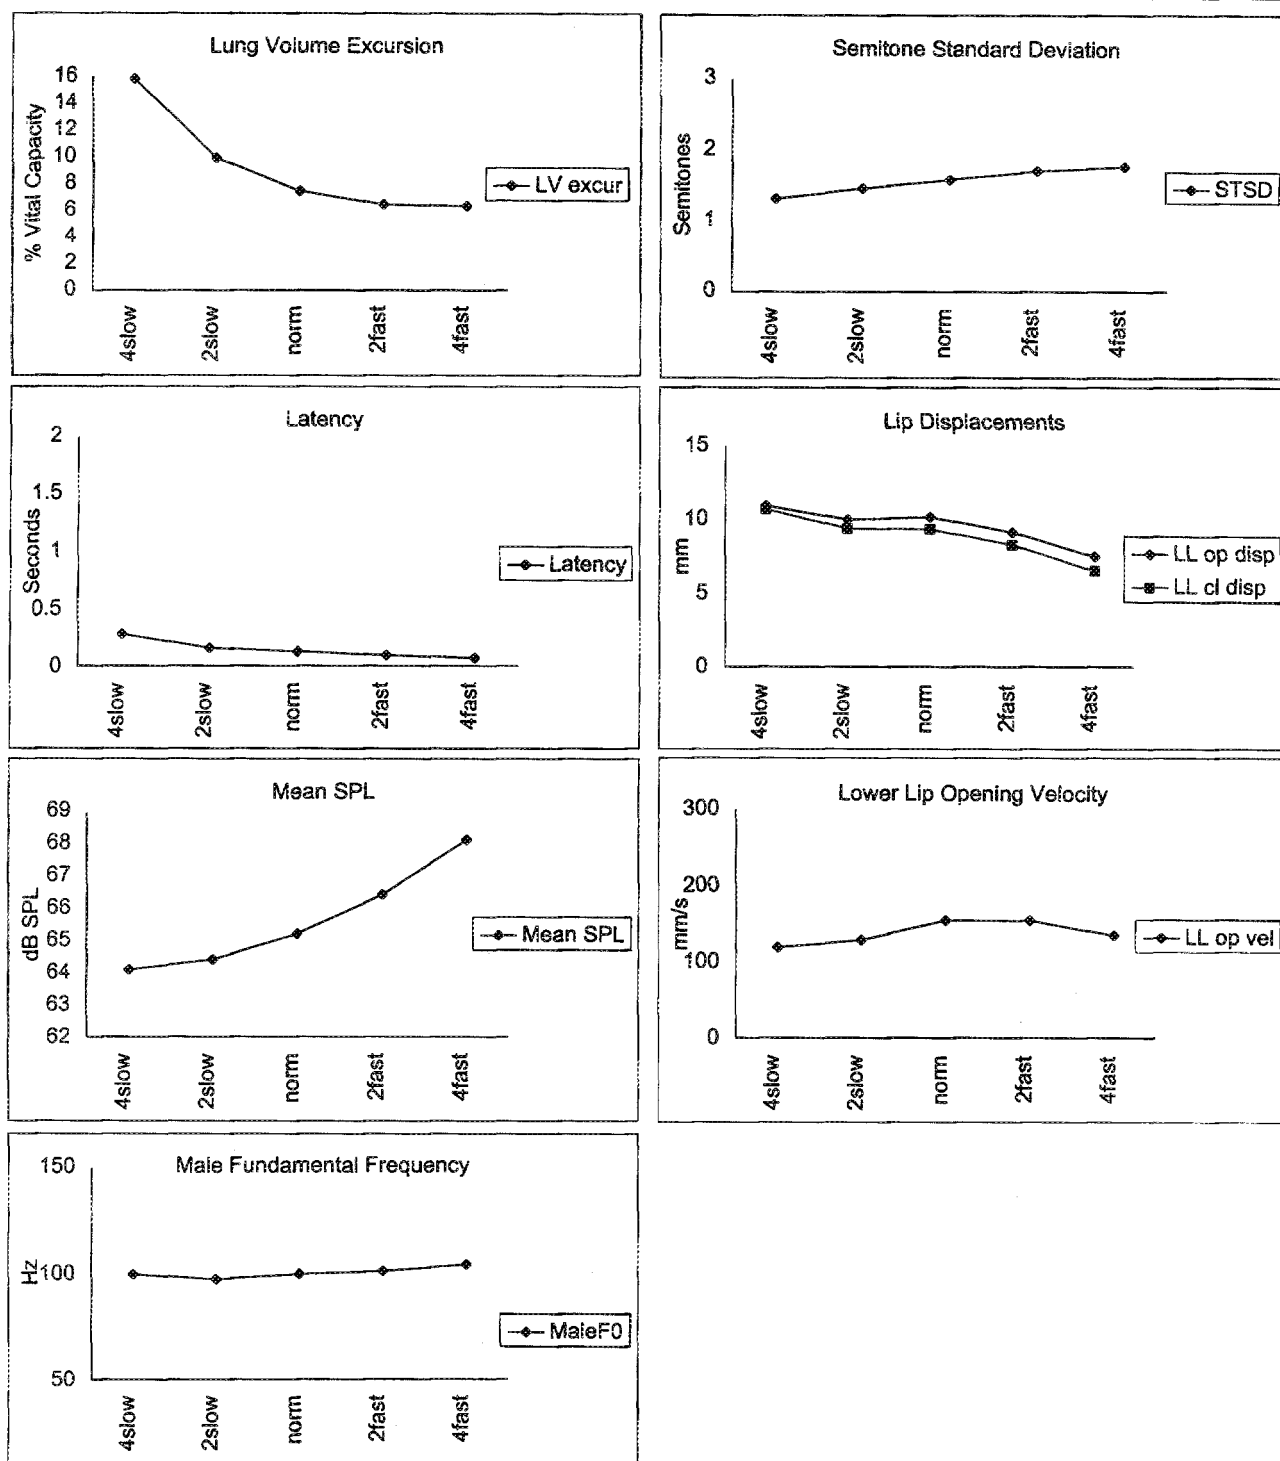 Lung Volume Excursion
% Vital Capacity
16
14
12
10
8
6
4
2
0
4slow
2slow
norm
2fast
4fast
LV excur
Semitone Standard Deviation
Semitones
3
2
1
0
4slow
2slow
norm
2fast
4fast
STSD
Latency
Seconds
2
1.5
1
0.5
0
4slow
2slow
norm
2fast
4fast
Latency
Lip Displacements
mm
15
10
5
0
4slow
2slow
norm
2fast
4fast
LL op disp
LL cl disp
Mean SPL
dB SPL
69
68
67
66
65
64
63
62
4slow
2slow
norm
2fast
4fast
Mean SPL
Lower Lip Opening Velocity
mm/s
300
200
100
0
4slow
2slow
norm
2fast
4fast
LL op vel
Male Fundamental Frequency
Hz
150
100
50
4slow
2slow
norm
2fast
4fast
MaleF0